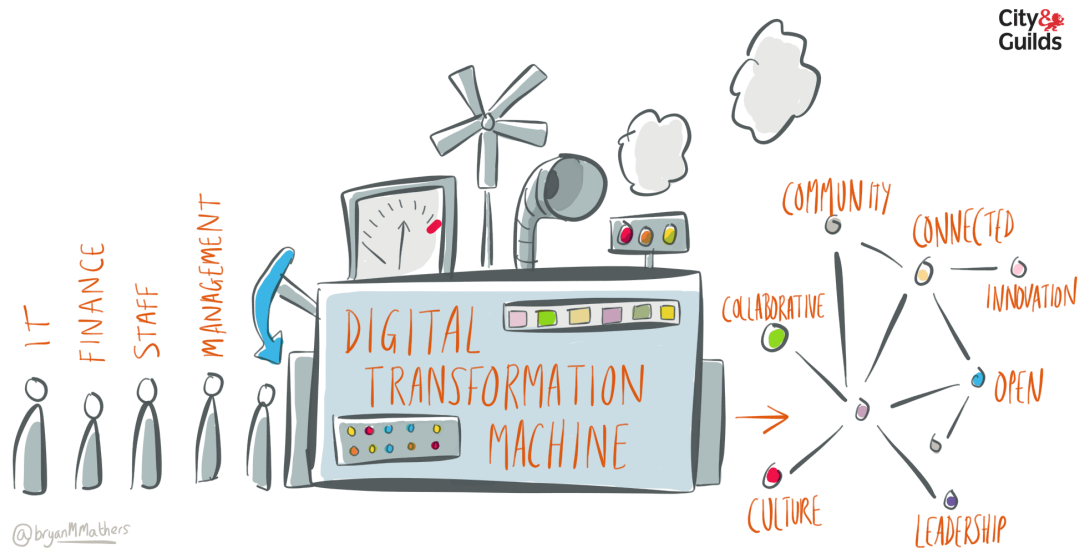 City&
Guilds
IT
FINANCE
STAFF
MANAGEMENT
DIGITAL
TRANSFORMATION
MACHINE
COMMUNITY
CONNECTED
INNOVATION
COLLABORATIVE
OPEN
CULTURE
LEADERSHIP
@bryanMMathers